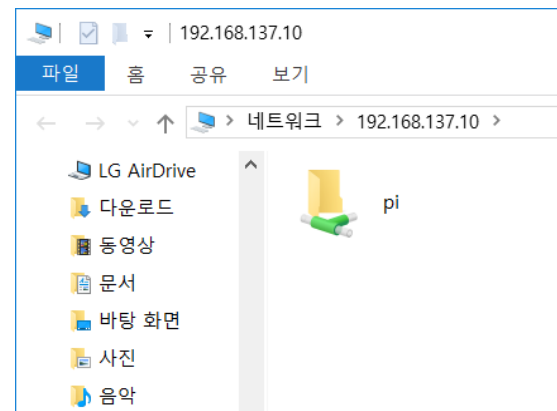 192.168.137.10
파일 홈 공유 보기
네트워크 > 192.168.137.10 >
LG AirDrive
pi
다운로드
동영상
문서
바탕 화면
사진
음악